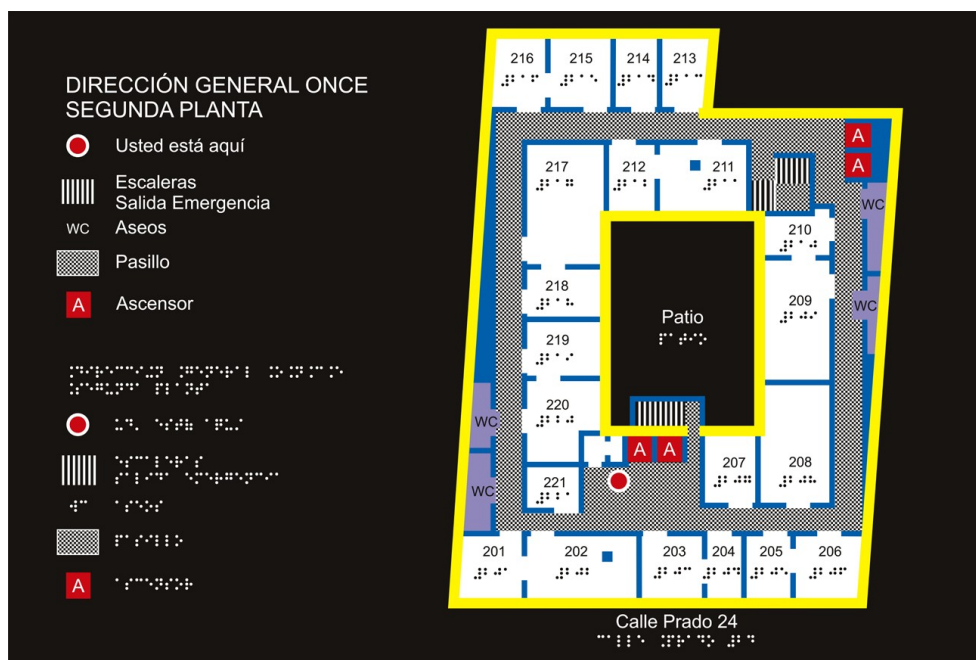 DIRECCIÓN GENERAL ONCE
SEGUNDA PLANTA
Usted está aquí
Escaleras
Salida Emergencia
WC Aseos
Pasillo
A Ascensor
A
216 215 214 213
A
A
217 212 211
WC
210
218
209
WC
Patio
219
220
WC
A A
207 208
221
WC
201 202 203 204 205 206
Calle Prado 24